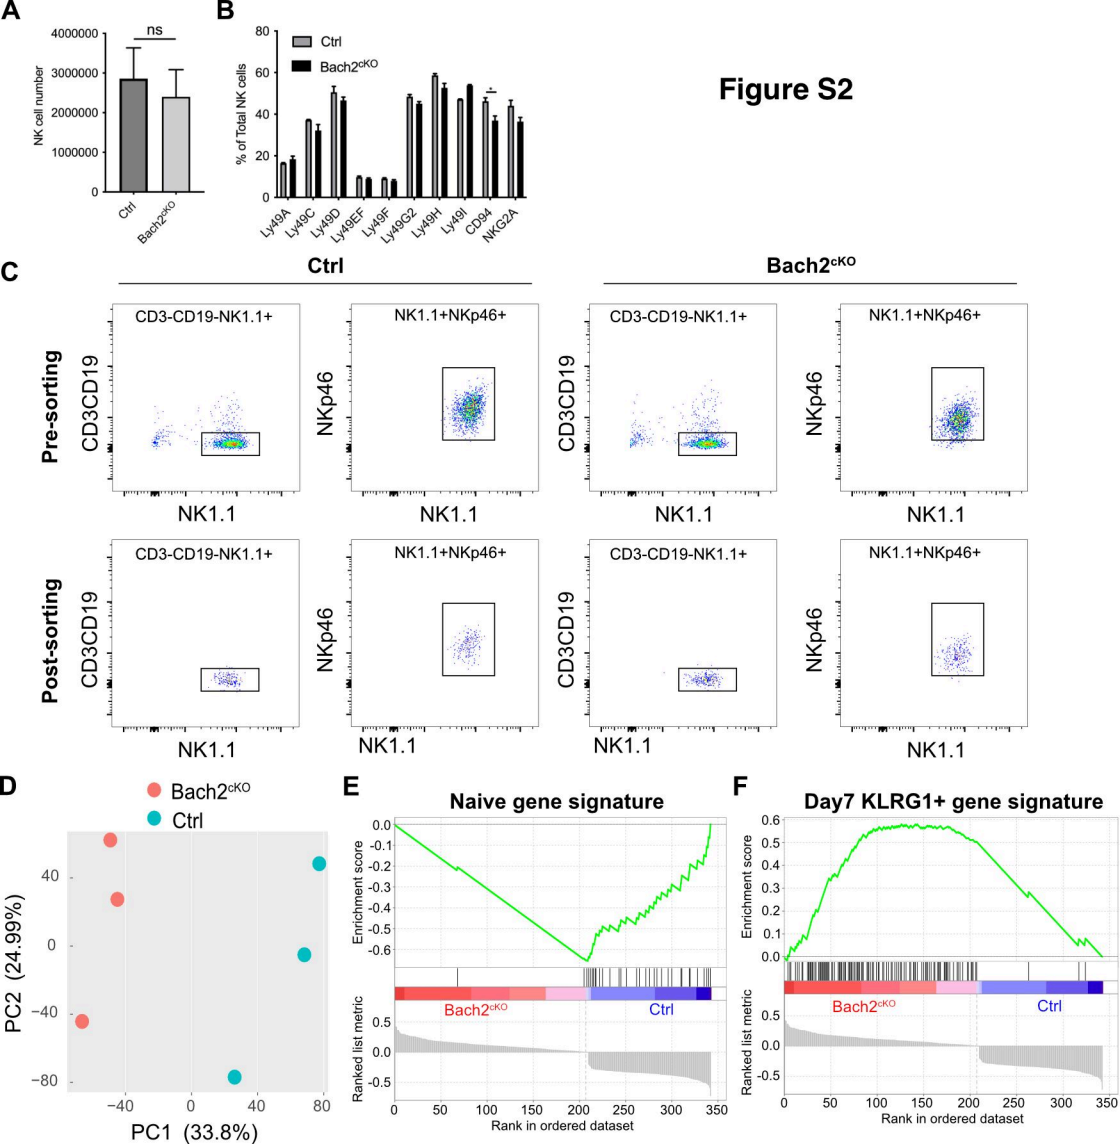 A
4000000
3000000
2000000
1000000
0
NK cell number
ns
Ctrl
Bach2cKO
B
80
60
40
20
0
% of Total NK cells
Ctrl
Bach2cKO
*
Ly49A
Ly49C
Ly49D
Ly49EF
Ly49F
Ly49G2
Ly49H
Ly49I
CD94
NKG2A
Figure S2
C
Ctrl
Bach2cKO
Pre-sorting
CD3CD19
CD3-CD19-NK1.1+
NK1.1
NKp46
NK1.1+NKp46+
NK1.1
CD3CD19
CD3-CD19-NK1.1+
NK1.1
NKp46
NK1.1+NKp46+
NK1.1
Post-sorting
CD3CD19
CD3-CD19-NK1.1+
NK1.1
NKp46
NK1.1+NKp46+
NK1.1
CD3CD19
CD3-CD19-NK1.1+
NK1.1
NKp46
NK1.1+NKp46+
NK1.1
D
Bach2cKO
Ctrl
40
0
−40
−80
PC2 (24.99%)
−40 0 40 80
PC1 (33.8%)
E
Naive gene signature
0.0
-0.1
-0.2
-0.3
-0.4
-0.5
-0.6
Enrichment score
Bach2cKO
Ctrl
0.5
0.0
-0.5
Ranked list metric
0 50 100 150 200 250 300 350
Rank in ordered dataset
F
Day7 KLRG1+ gene signature
0.6
0.5
0.4
0.3
0.2
0.1
0.0
Enrichment score
Bach2cKO
Ctrl
0.5
0.0
-0.5
Ranked list metric
0 50 100 150 200 250 300 350
Rank in ordered dataset